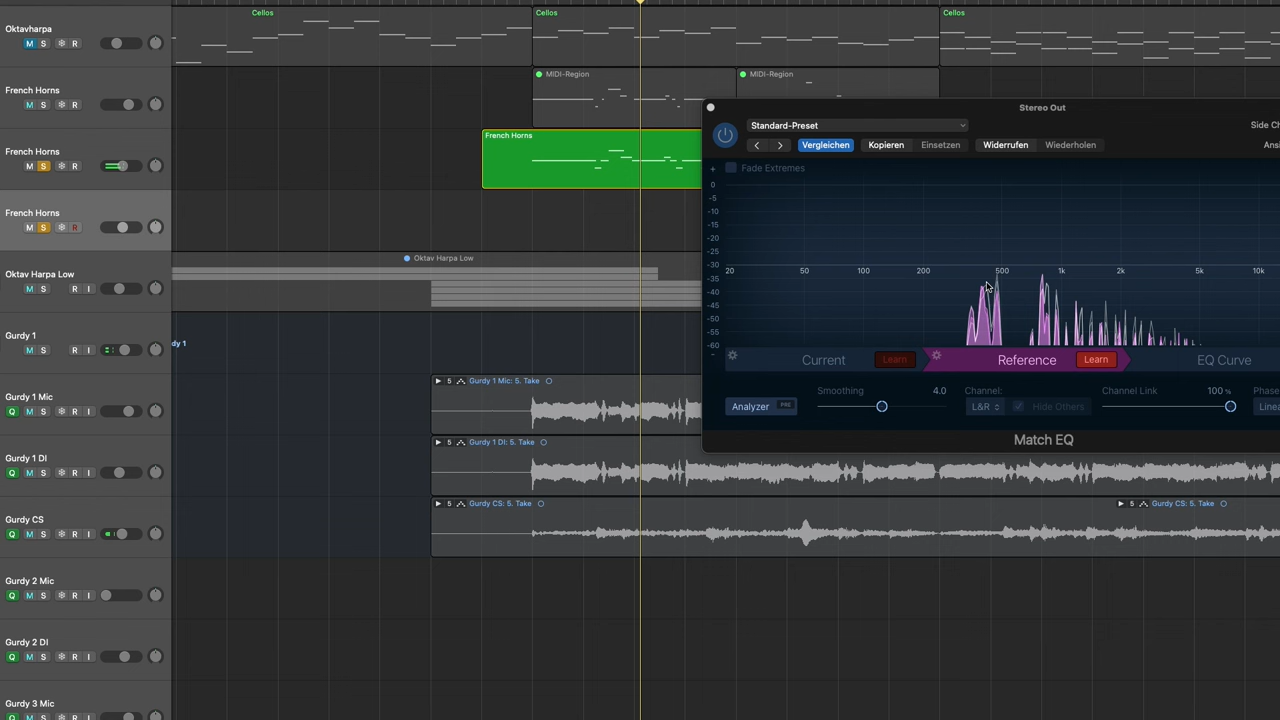 Cellos
Cellos
Cellos
Oktavharpa
M S ❄ R
MIDI-Region
MIDI-Region
French Horns
M S ❄ R
Stereo Out
Standard-Preset
Side Ch
Vergleichen
Kopieren
Einsetzen
Widerrufen
Wiederholen
Ansi
French Horns
French Horns
M S ❄ R
+
Fade Extremes
0
-5
-10
-15
-20
-25
-30
-35
-40
-45
-50
-55
-60
-
20 50 100 200 500 1k 2k 5k 10k
French Horns
M S ❄ R
Oktav Harpa Low
Oktav Harpa Low
M S R I
Gurdy 1
dy 1
M S R I
Current
Learn
Reference
Learn
EQ Curve
Gurdy 1 Mic
5 Gurdy 1 Mic: 5. Take
Q M S ❄ R I
Smoothing 4.0
Channel:
Channel Link 100 %
Phase
Analyzer PRE
L&R
Hide Others
Linea
Match EQ
Gurdy 1 DI
5 Gurdy 1 DI: 5. Take
Q M S ❄ R I
Gurdy CS
5 Gurdy CS: 5. Take
5 Gurdy CS: 5. Take
Q M S ❄ R I
Gurdy 2 Mic
Q M S ❄ R I
Gurdy 2 DI
Q M S ❄ R I
Gurdy 3 Mic
Q M S ❄ R I